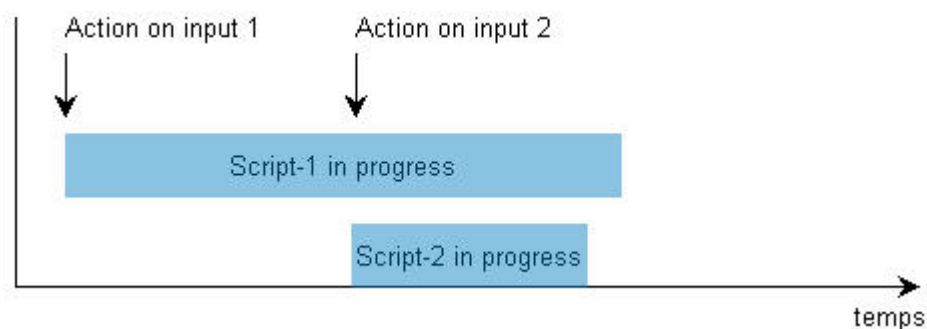 Action on input 1
Action on input 2
Script-1 in progress
Script-2 in progress
temps